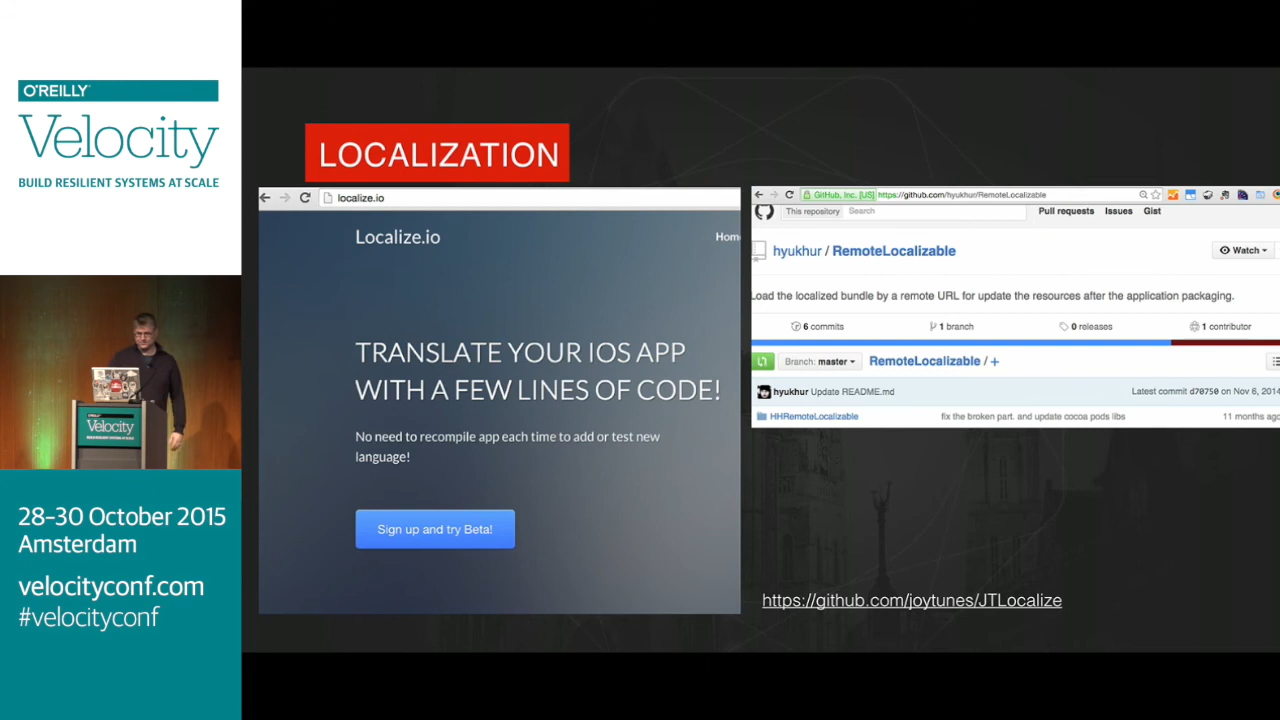 O'REILLY
Velocity
BUILD RESILIENT SYSTEMS AT SCALE
Velocity
28-30 October 2015
Amsterdam
velocityconf.com
#velocityconf
LOCALIZATION
localize.io
Localize.io
Home
TRANSLATE YOUR IOS APP
WITH A FEW LINES OF CODE!
No need to recompile app each time to add or test new
language!
Sign up and try Beta!
GitHub, Inc. [US] https://github.com/hyukhur/RemoteLocalizable
This repository Search Pull requests Issues Gist
hyukhur / RemoteLocalizable Watch
Load the localized bundle by a remote URL for update the resources after the application packaging.
6 commits 1 branch 0 releases 1 contributor
Branch: master RemoteLocalizable / +
hyukhur Update README.md Latest commit d70750 on Nov 6, 2014
HHRemoteLocalizable fix the broken part. and update cocoa pods libs 11 months ago
https://github.com/joytunes/JTLocalize